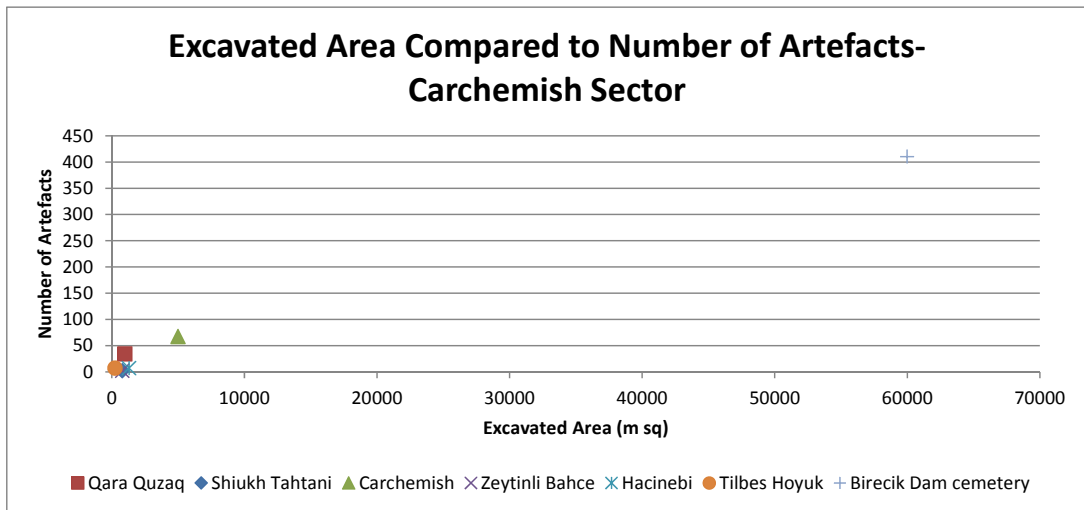 Excavated Area Compared to Number of Artefacts-
Carchemish Sector
Number of Artefacts
450
400
350
300
250
200
150
100
50
0
0 10000 20000 30000 40000 50000 60000 70000
Excavated Area (m sq)
Qara Quzaq Shiukh Tahtani Carchemish Zeytinli Bahce Hacinebi Tilbes Hoyuk Birecik Dam cemetery